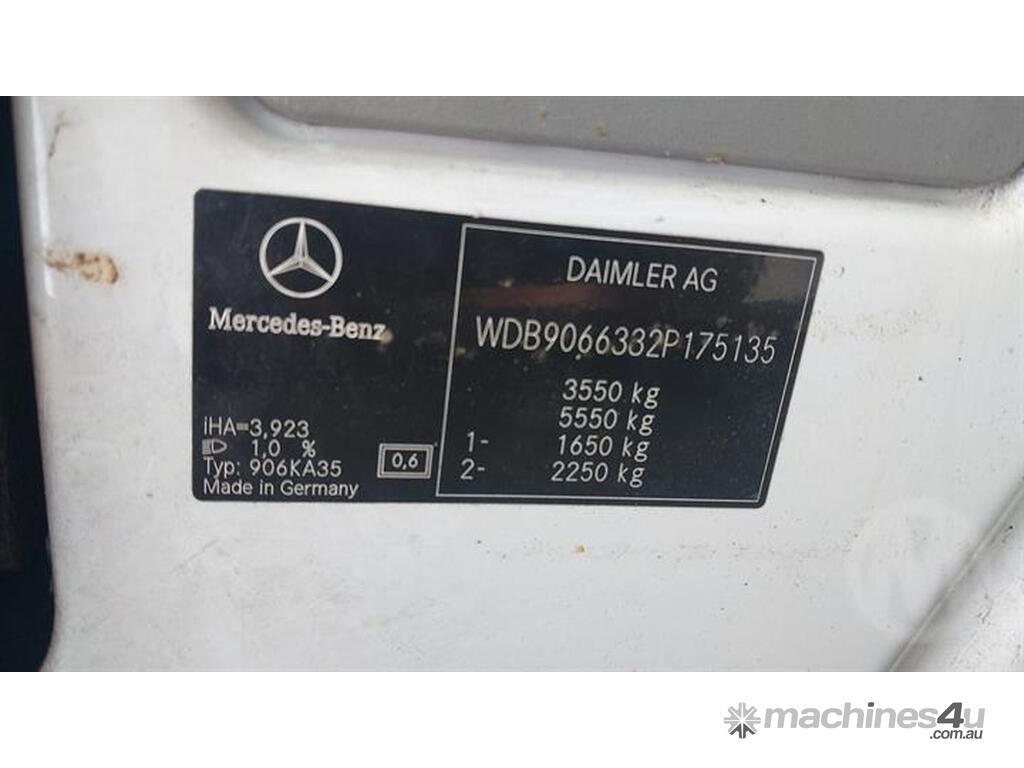 Mercedes-Benz
iHA=3,923
1,0 %
Typ: 906KA35
Made in Germany
0,6
DAIMLER AG
WDB9066332P175135
3550 kg
5550 kg
1- 1650 kg
2- 2250 kg
machines4u
.com.au